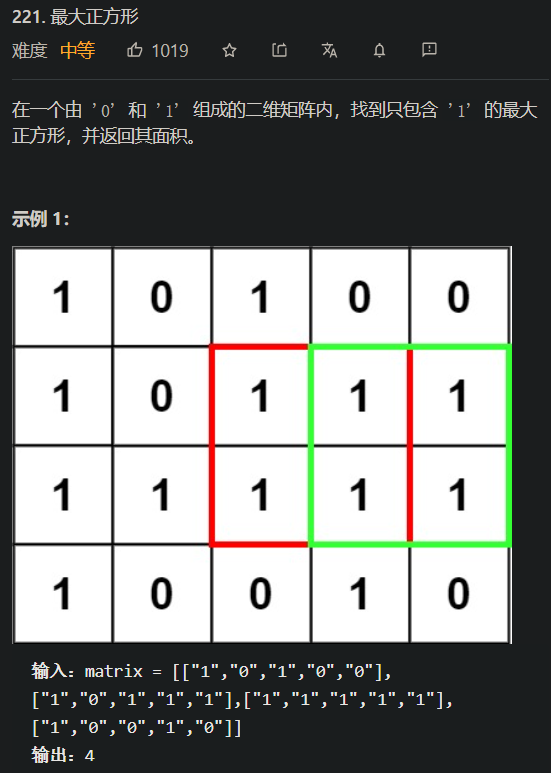 221. 最大正方形
难度 中等 1019
在一个由 '0' 和 '1' 组成的二维矩阵内，找到只包含 '1' 的最大
正方形，并返回其面积。
示例 1：
1 0 1 0 0
1 0 1 1 1
1 1 1 1 1
1 0 0 1 0
输入：matrix = [["1","0","1","0","0"],
["1","0","1","1","1"],["1","1","1","1","1"],
["1","0","0","1","0"]]
输出：4